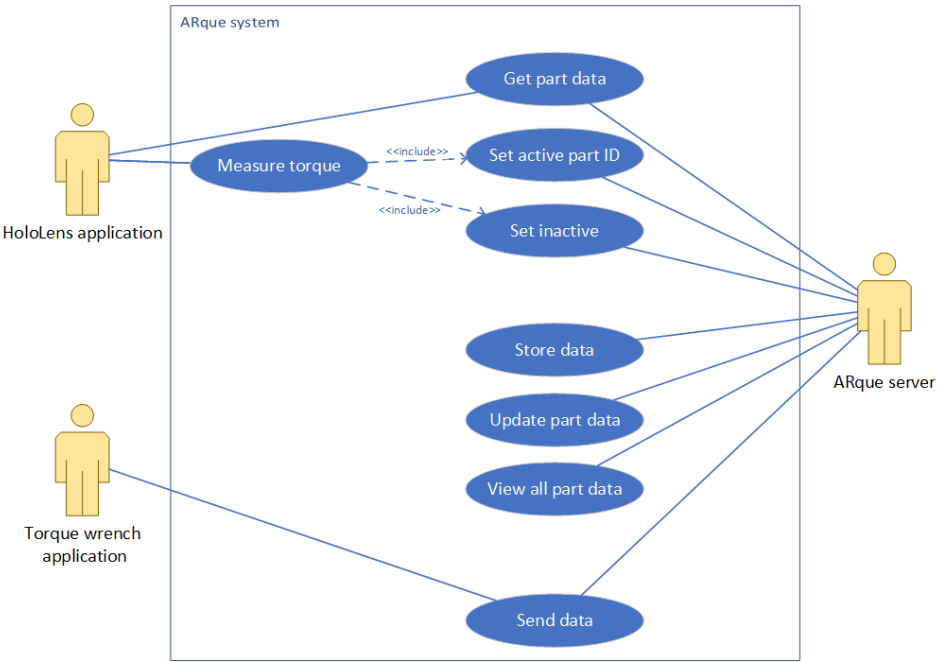 ARque system
Get part data
<<include>>
Set active part ID
Measure torque
<<include>>
Set inactive
HoloLens application
Store data
ARque server
Update part data
View all part data
Torque wrench
application
Send data